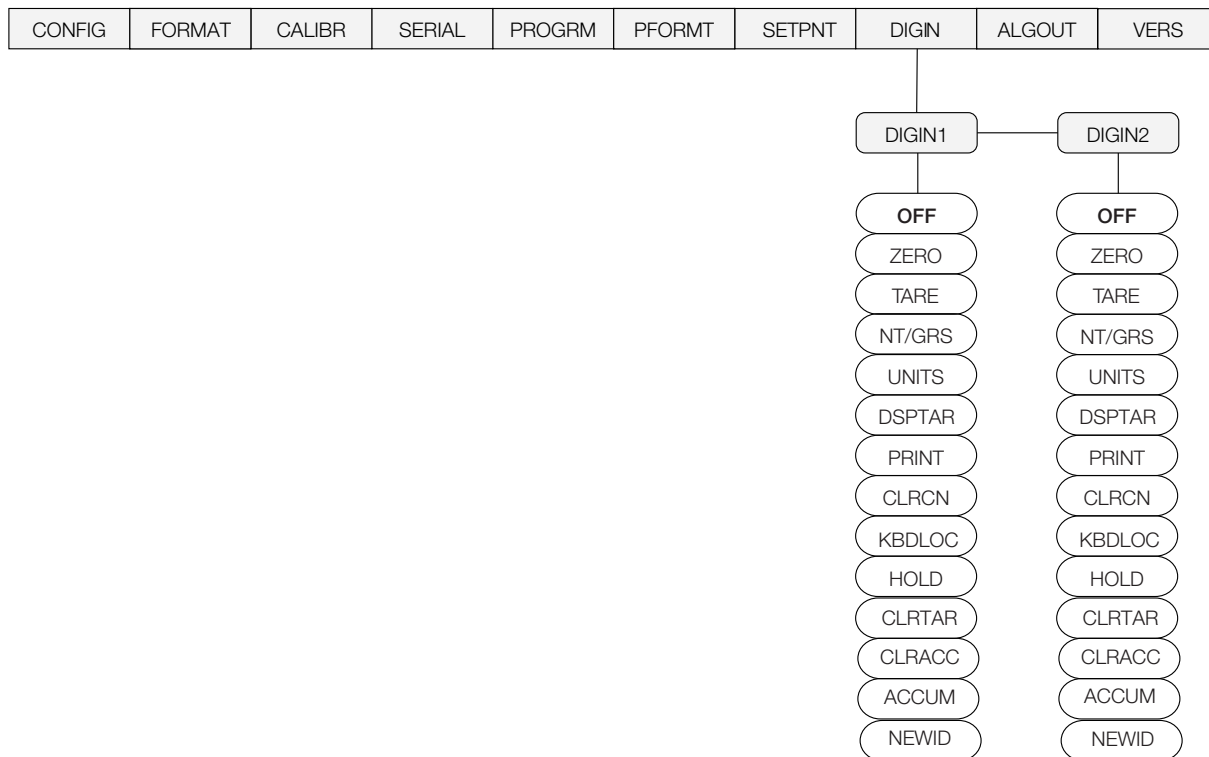 CONFIG FORMAT CALIBR SERIAL PROGRM PFORMT SETPNT DIGIN ALGOUT VERS
DIGIN1 DIGIN2
OFF OFF
ZERO ZERO
TARE TARE
NT/GRS NT/GRS
UNITS UNITS
DSPTAR DSPTAR
PRINT PRINT
CLRCN CLRCN
KBDLOC KBDLOC
HOLD HOLD
CLRTAR CLRTAR
CLRACC CLRACC
ACCUM ACCUM
NEWID NEWID